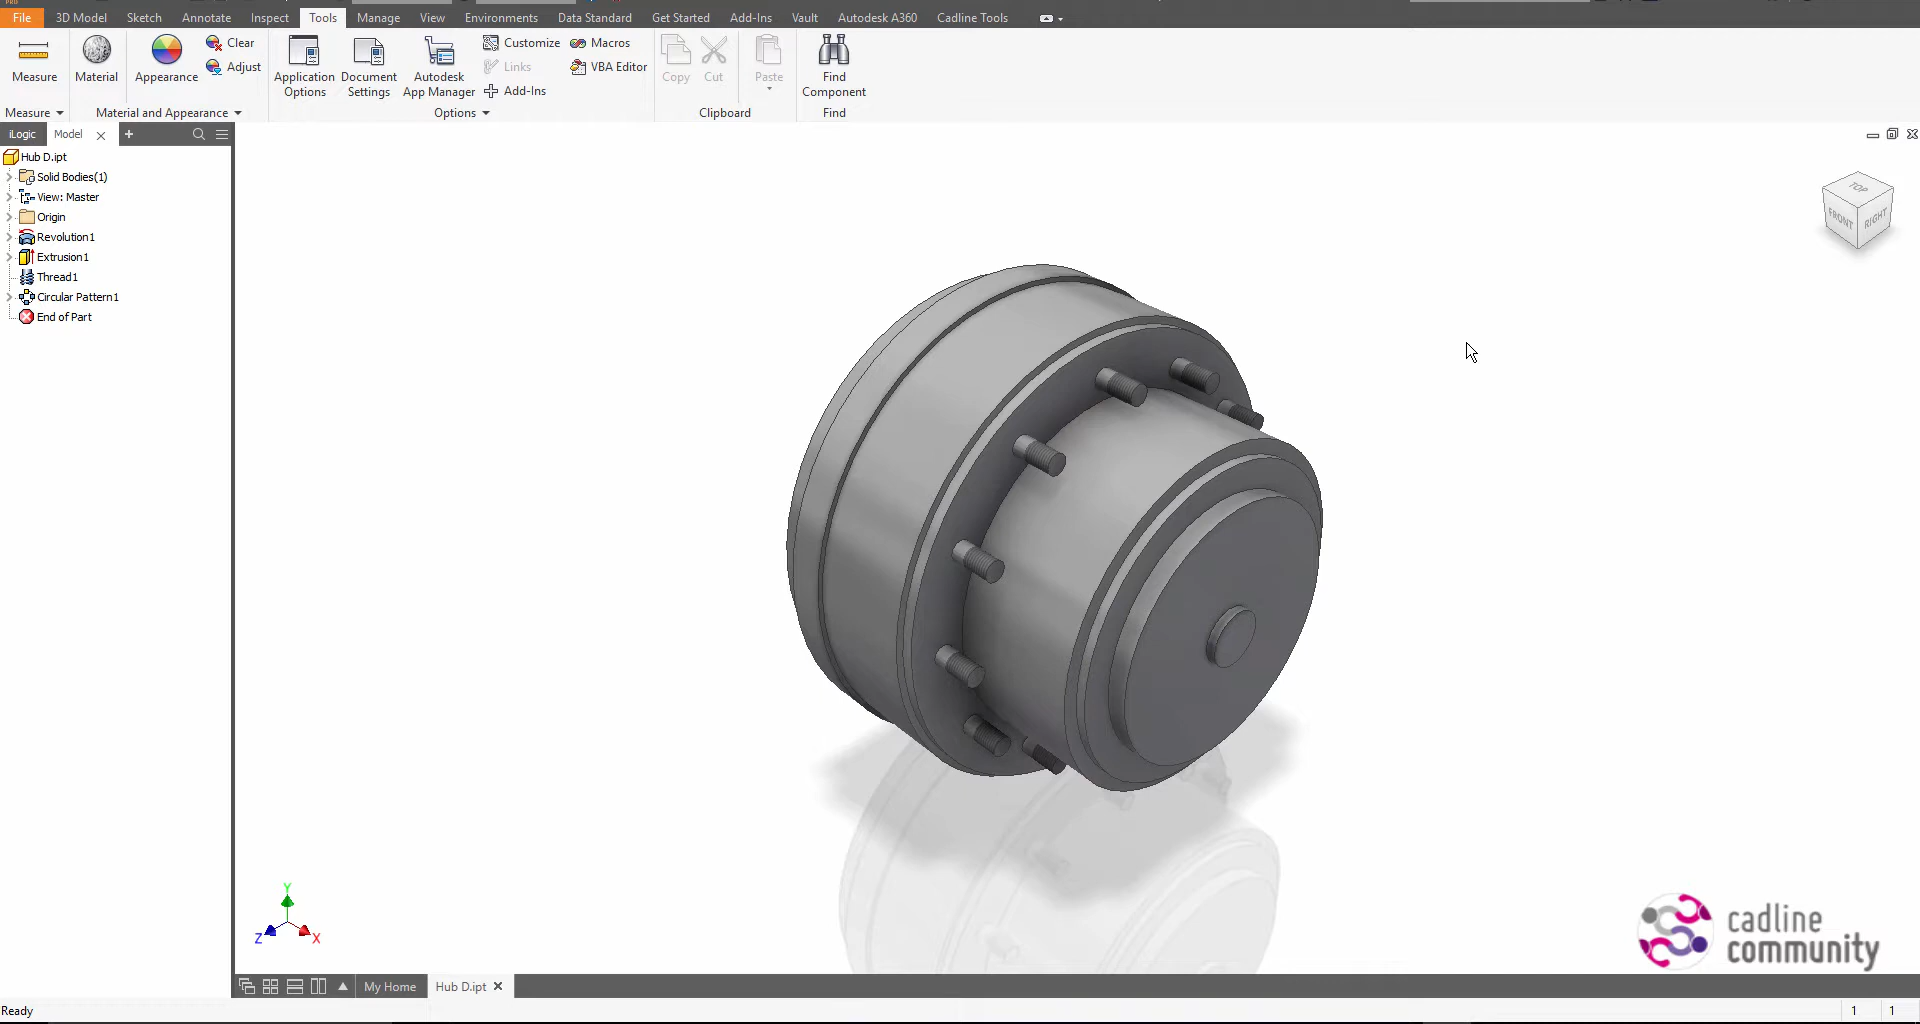 File 3D Model Sketch Annotate Inspect Tools Manage View Environments Data Standard Get Started Add-Ins Vault Autodesk A360 Cadline Tools
Measure
Material
Appearance
Clear
Adjust
Application Options
Document Settings
Autodesk App Manager
Customize
Links
Add-Ins
Macros
VBA Editor
Copy
Cut
Paste
Find Component
Measure Material and Appearance Options Clipboard Find
iLogic Model
Hub D.ipt
Solid Bodies(1)
View: Master
Origin
Revolution1
Extrusion1
Thread1
Circular Pattern1
End of Part
TOP
FRONT RIGHT
Y
Z X
cadline
community
My Home Hub D.ipt
Ready 1 1